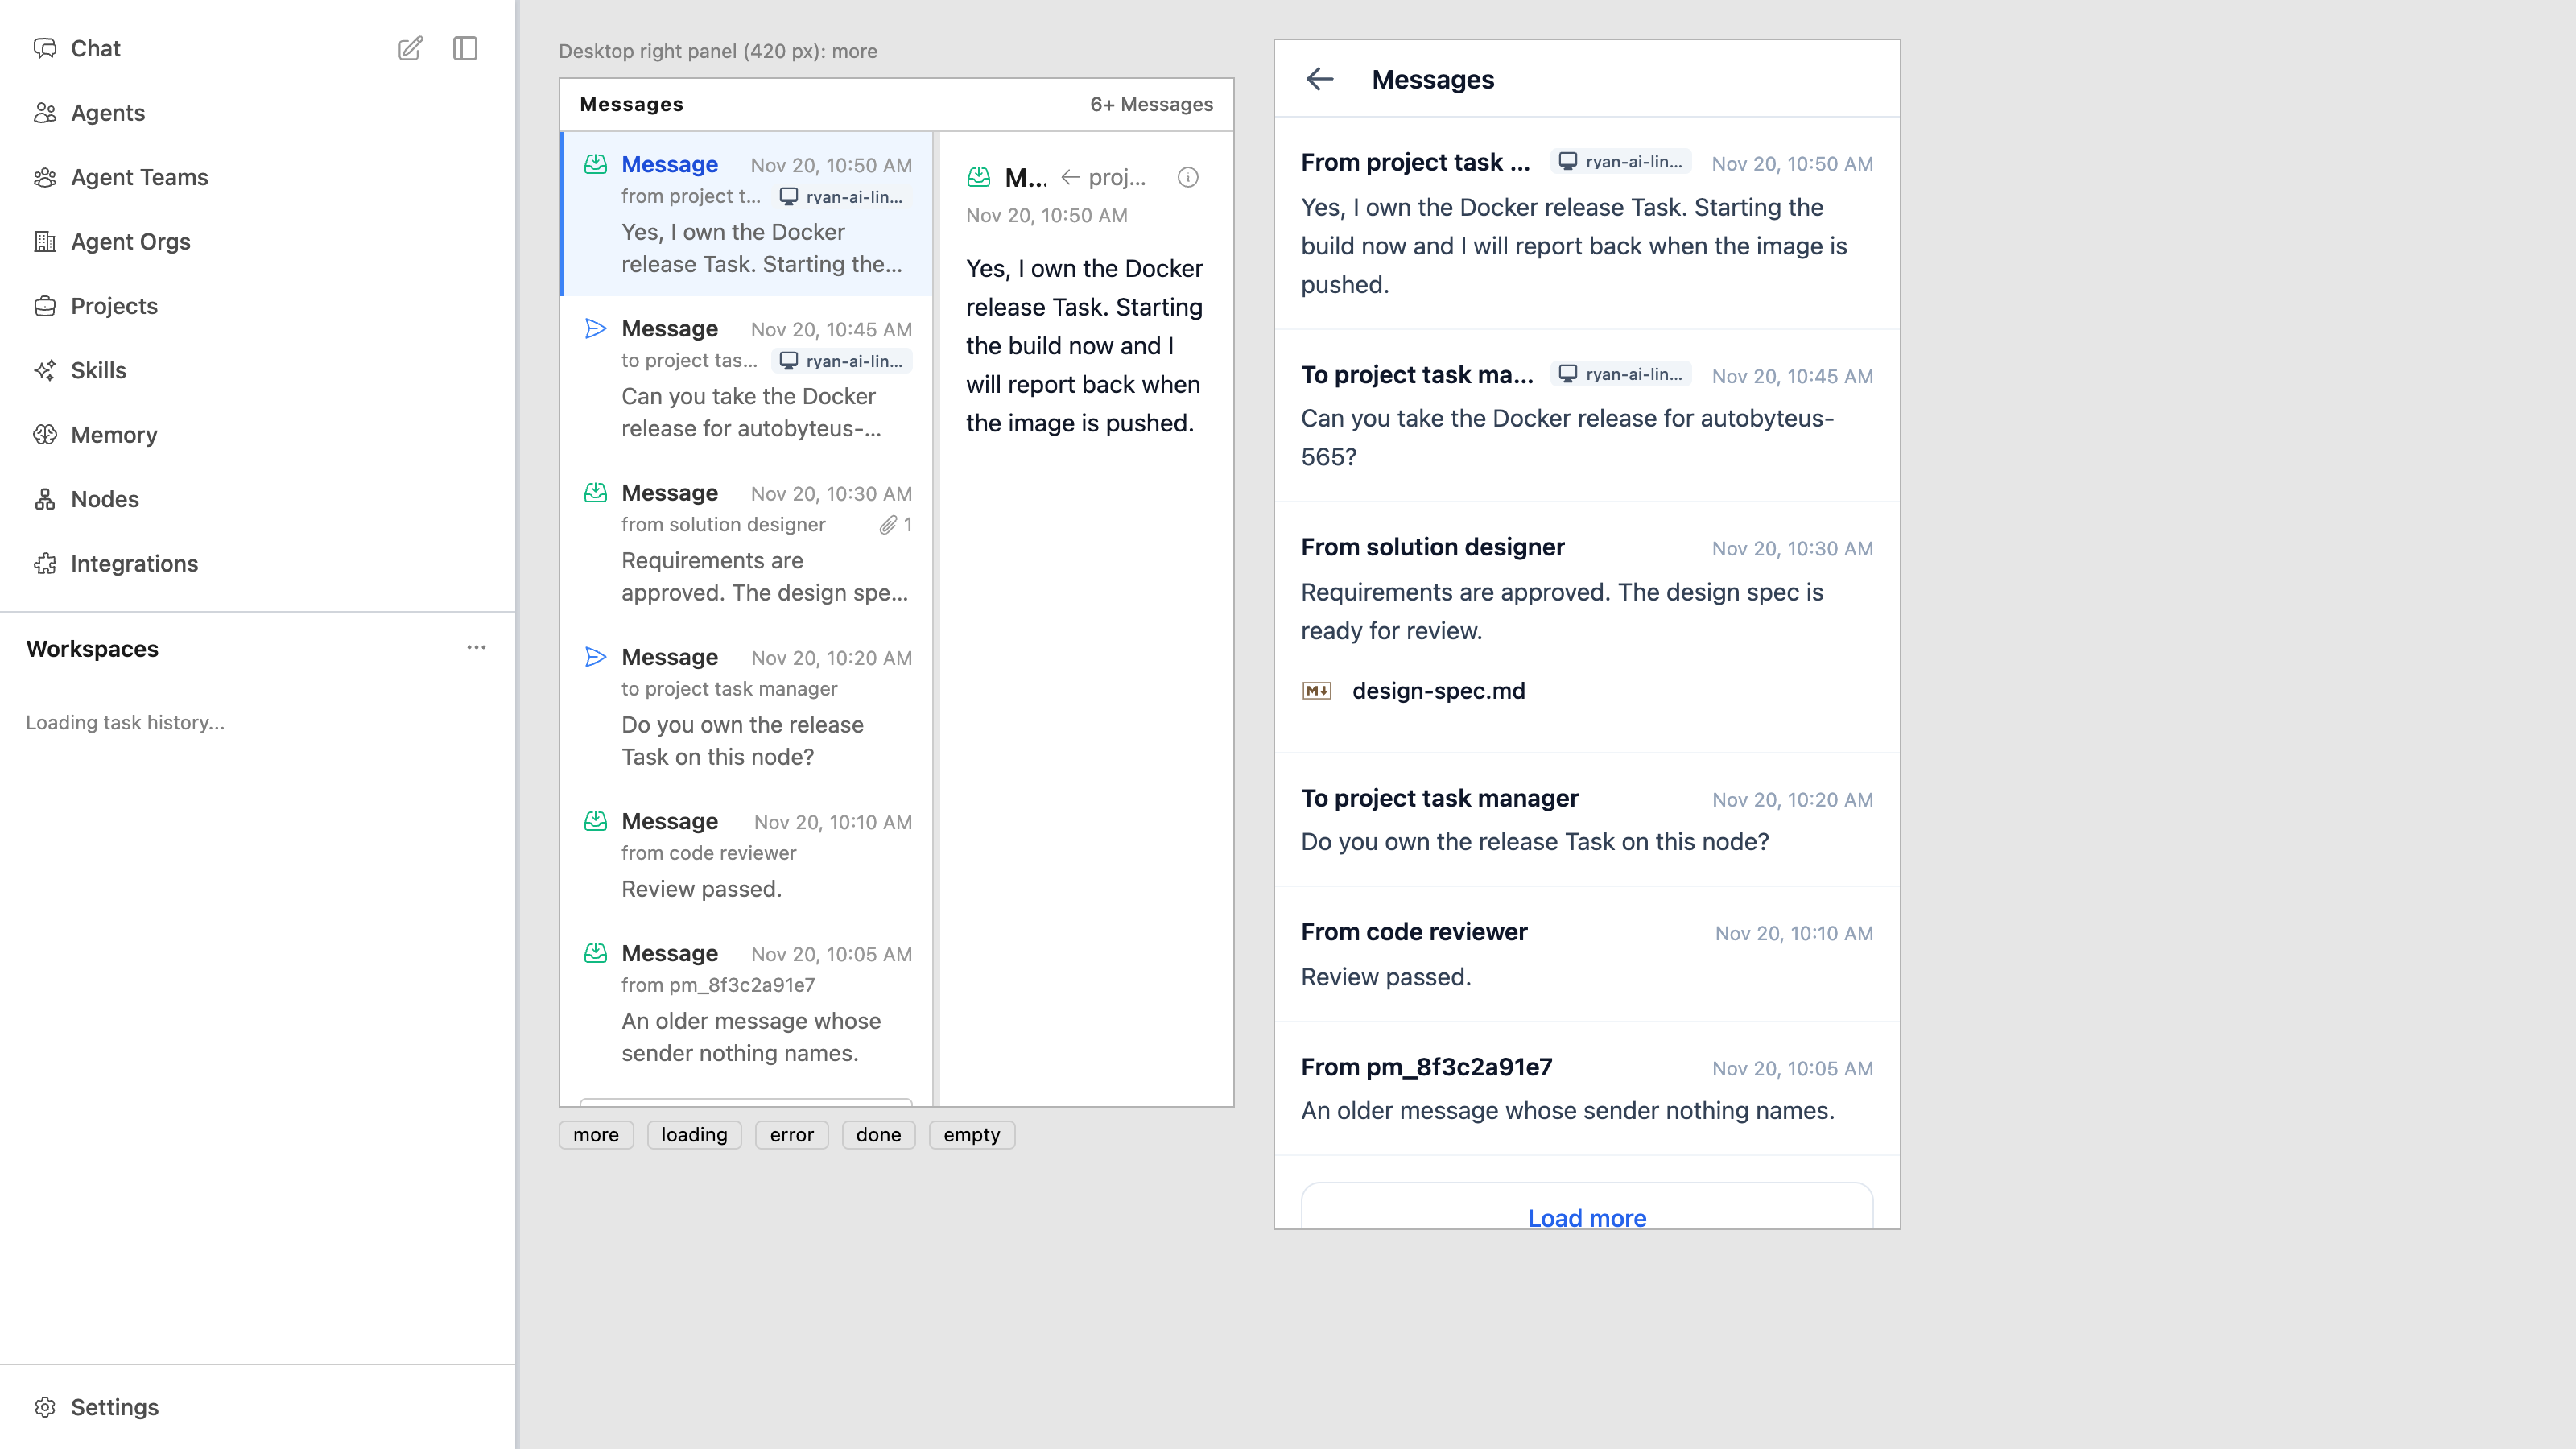 Chat
Agents
Agent Teams
Agent Orgs
Projects
Skills
Memory
Nodes
Integrations
Workspaces
Loading task history...
Settings
Desktop right panel (420 px): more
Messages 6+ Messages
Message Nov 20, 10:50 AM
from project t... ryan-ai-lin...
Yes, I own the Docker
release Task. Starting the...
Message Nov 20, 10:45 AM
to project tas... ryan-ai-lin...
Can you take the Docker
release for autobyteus-...
Message Nov 20, 10:30 AM
from solution designer 1
Requirements are
approved. The design spe...
Message Nov 20, 10:20 AM
to project task manager
Do you own the release
Task on this node?
Message Nov 20, 10:10 AM
from code reviewer
Review passed.
Message Nov 20, 10:05 AM
from pm_8f3c2a91e7
An older message whose
sender nothing names.
M... ← proj...
Nov 20, 10:50 AM
Yes, I own the Docker
release Task. Starting
the build now and I
will report back when
the image is pushed.
more loading error done empty
Messages
From project task ... ryan-ai-lin... Nov 20, 10:50 AM
Yes, I own the Docker release Task. Starting the
build now and I will report back when the image is
pushed.
To project task ma... ryan-ai-lin... Nov 20, 10:45 AM
Can you take the Docker release for autobyteus-
565?
From solution designer Nov 20, 10:30 AM
Requirements are approved. The design spec is
ready for review.
M↓ design-spec.md
To project task manager Nov 20, 10:20 AM
Do you own the release Task on this node?
From code reviewer Nov 20, 10:10 AM
Review passed.
From pm_8f3c2a91e7 Nov 20, 10:05 AM
An older message whose sender nothing names.
Load more